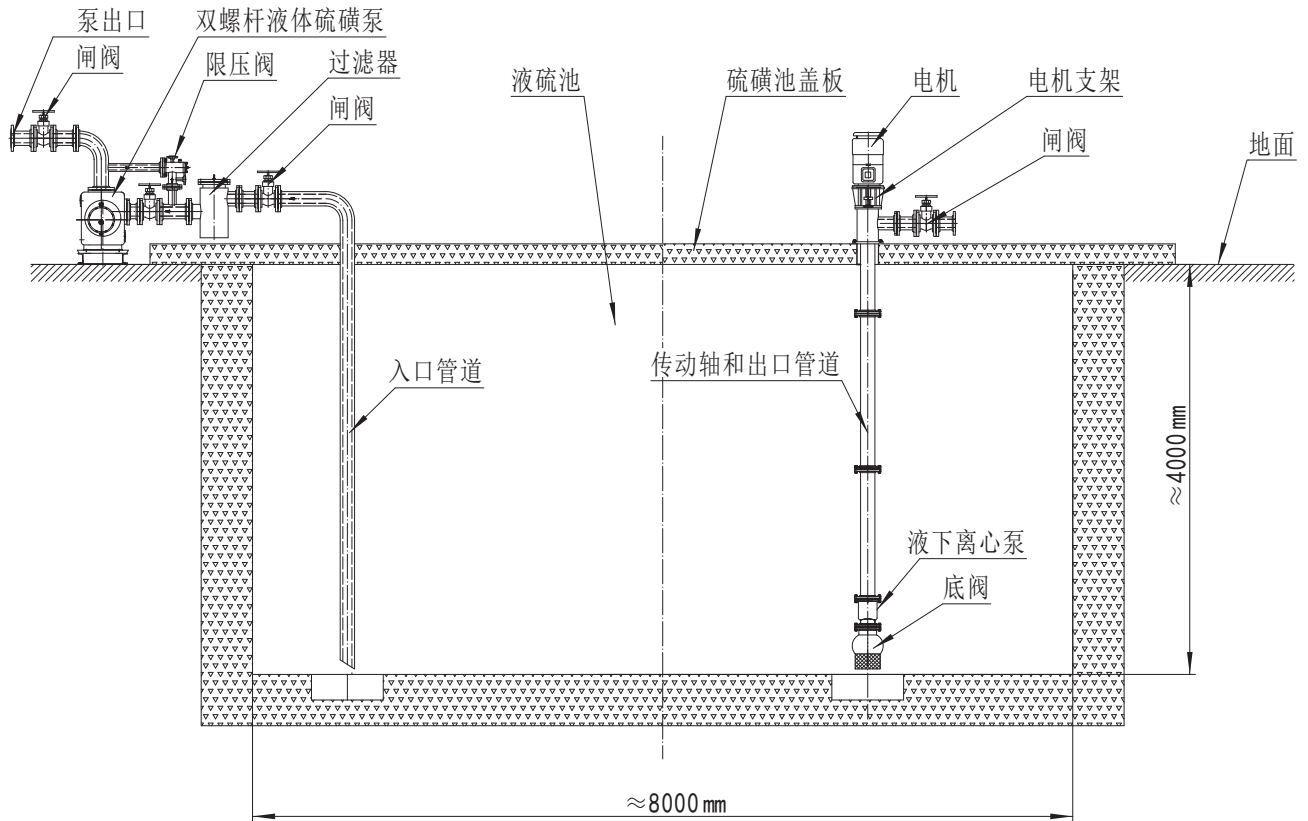 泵出口
双螺杆液体硫磺泵
闸阀
限压阀
过滤器
闸阀
液硫池
硫磺池盖板
电机
电机支架
闸阀
地面
入口管道
传动轴和出口管道
≈4000mm
液下离心泵
底阀
≈8000mm